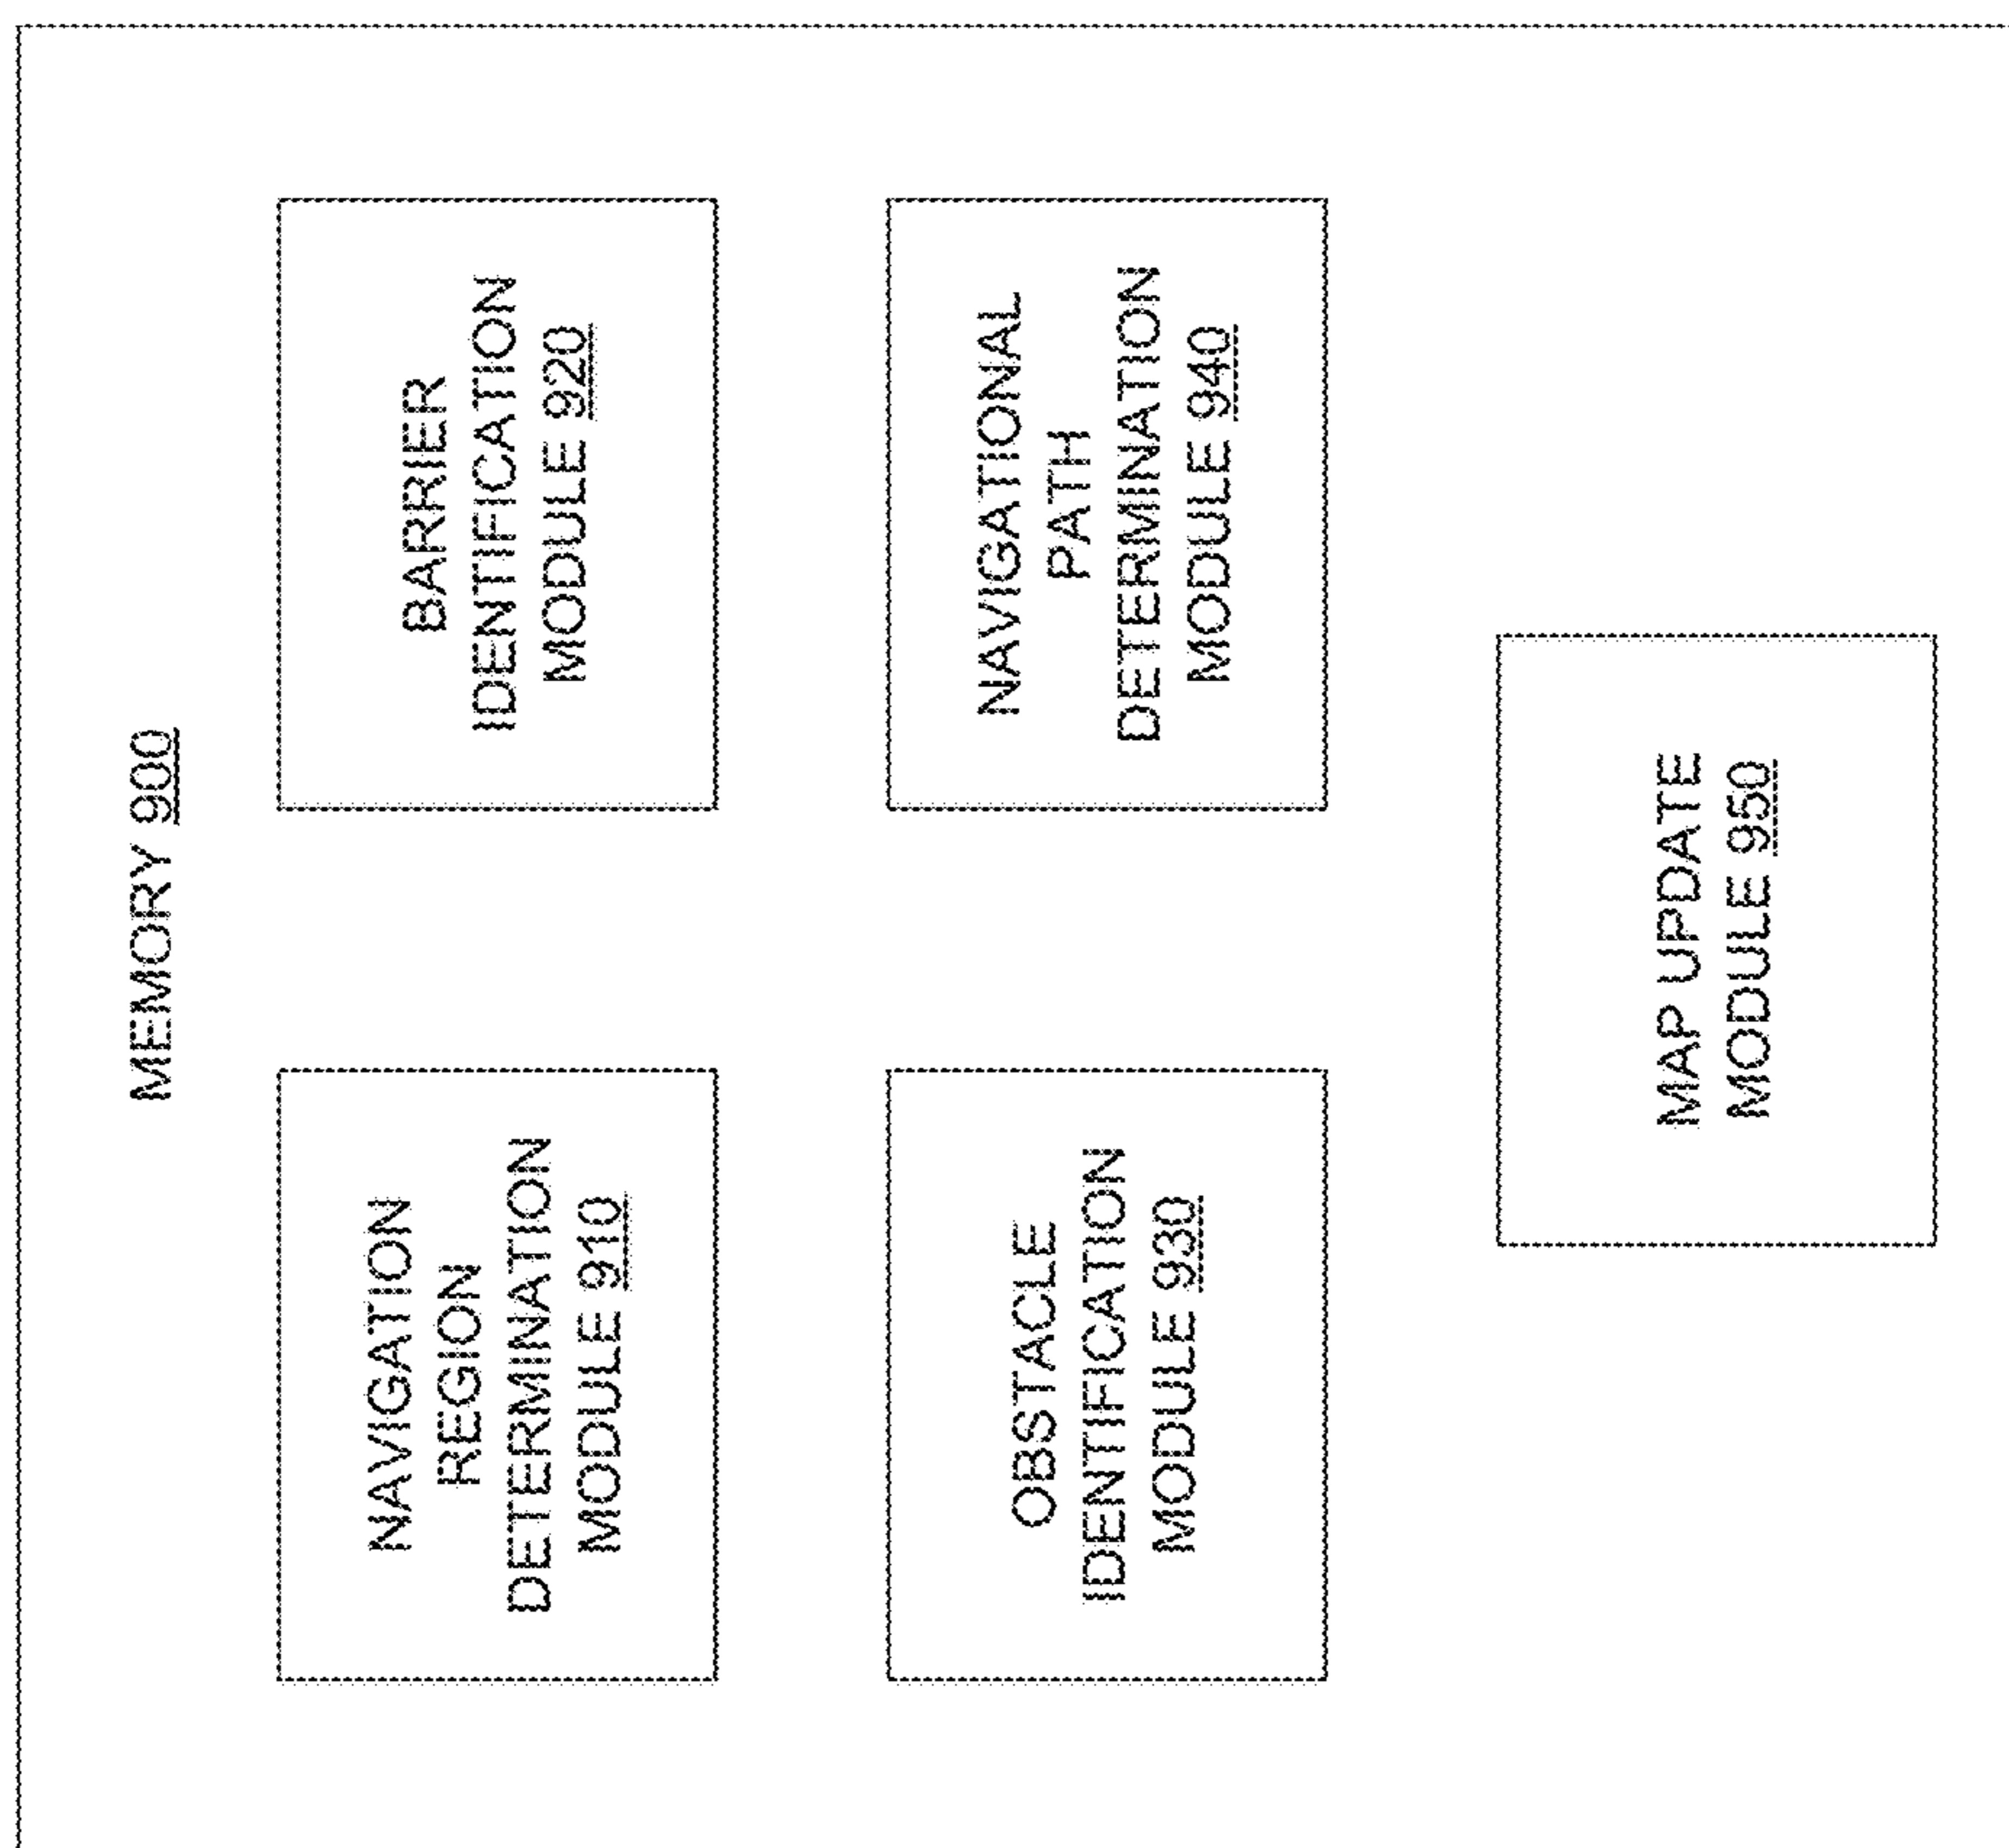 MEMORY 900
NAVIGATION
REGION
DETERMINATION
MODULE 910
BARRIER
IDENTIFICATION
MODULE 920
OBSTACLE
IDENTIFICATION
MODULE 930
NAVIGATIONAL
PATH
DETERMINATION
MODULE 940
MAP UPDATE
MODULE 950